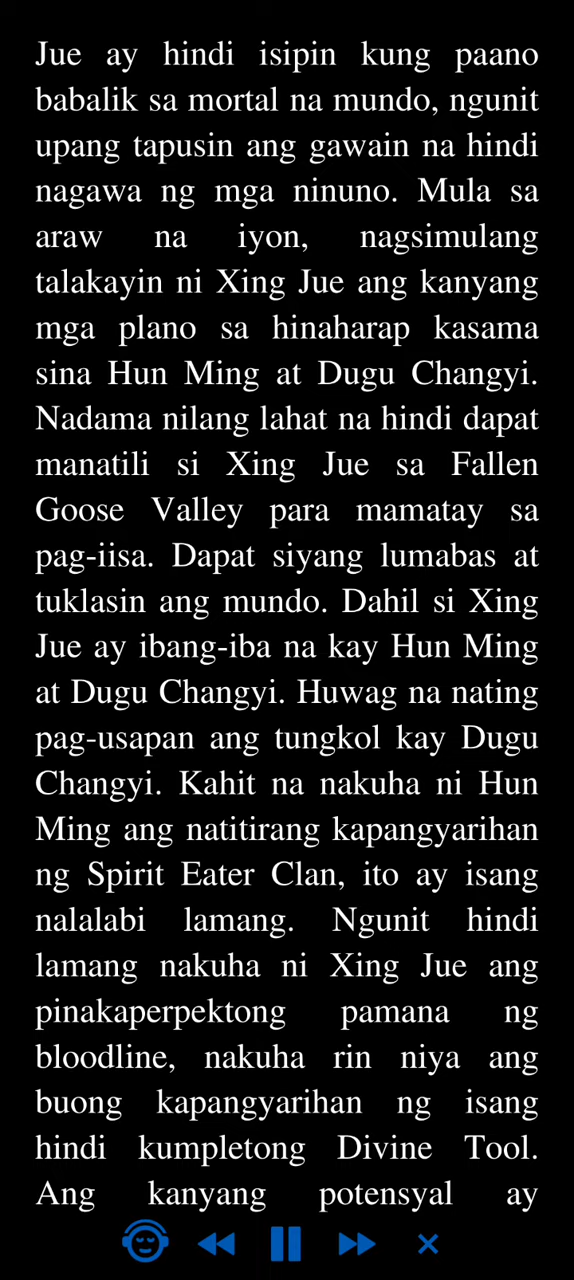 Jue ay hindi isipin kung paano
babalik sa mortal na mundo, ngunit
upang tapusin ang gawain na hindi
nagawa ng mga ninuno. Mula sa
araw na iyon, nagsimulang
talakayin ni Xing Jue ang kanyang
mga plano sa hinaharap kasama
sina Hun Ming at Dugu Changyi.
Nadama nilang lahat na hindi dapat
manatili si Xing Jue sa Fallen
Goose Valley para mamatay sa
pag-iisa. Dapat siyang lumabas at
tuklasin ang mundo. Dahil si Xing
Jue ay ibang-iba na kay Hun Ming
at Dugu Changyi. Huwag na nating
pag-usapan ang tungkol kay Dugu
Changyi. Kahit na nakuha ni Hun
Ming ang natitirang kapangyarihan
ng Spirit Eater Clan, ito ay isang
nalalabi lamang. Ngunit hindi
lamang nakuha ni Xing Jue ang
pinakaperpektong pamana ng
bloodline, nakuha rin niya ang
buong kapangyarihan ng isang
hindi kumpletong Divine Tool.
Ang kanyang potensyal ay